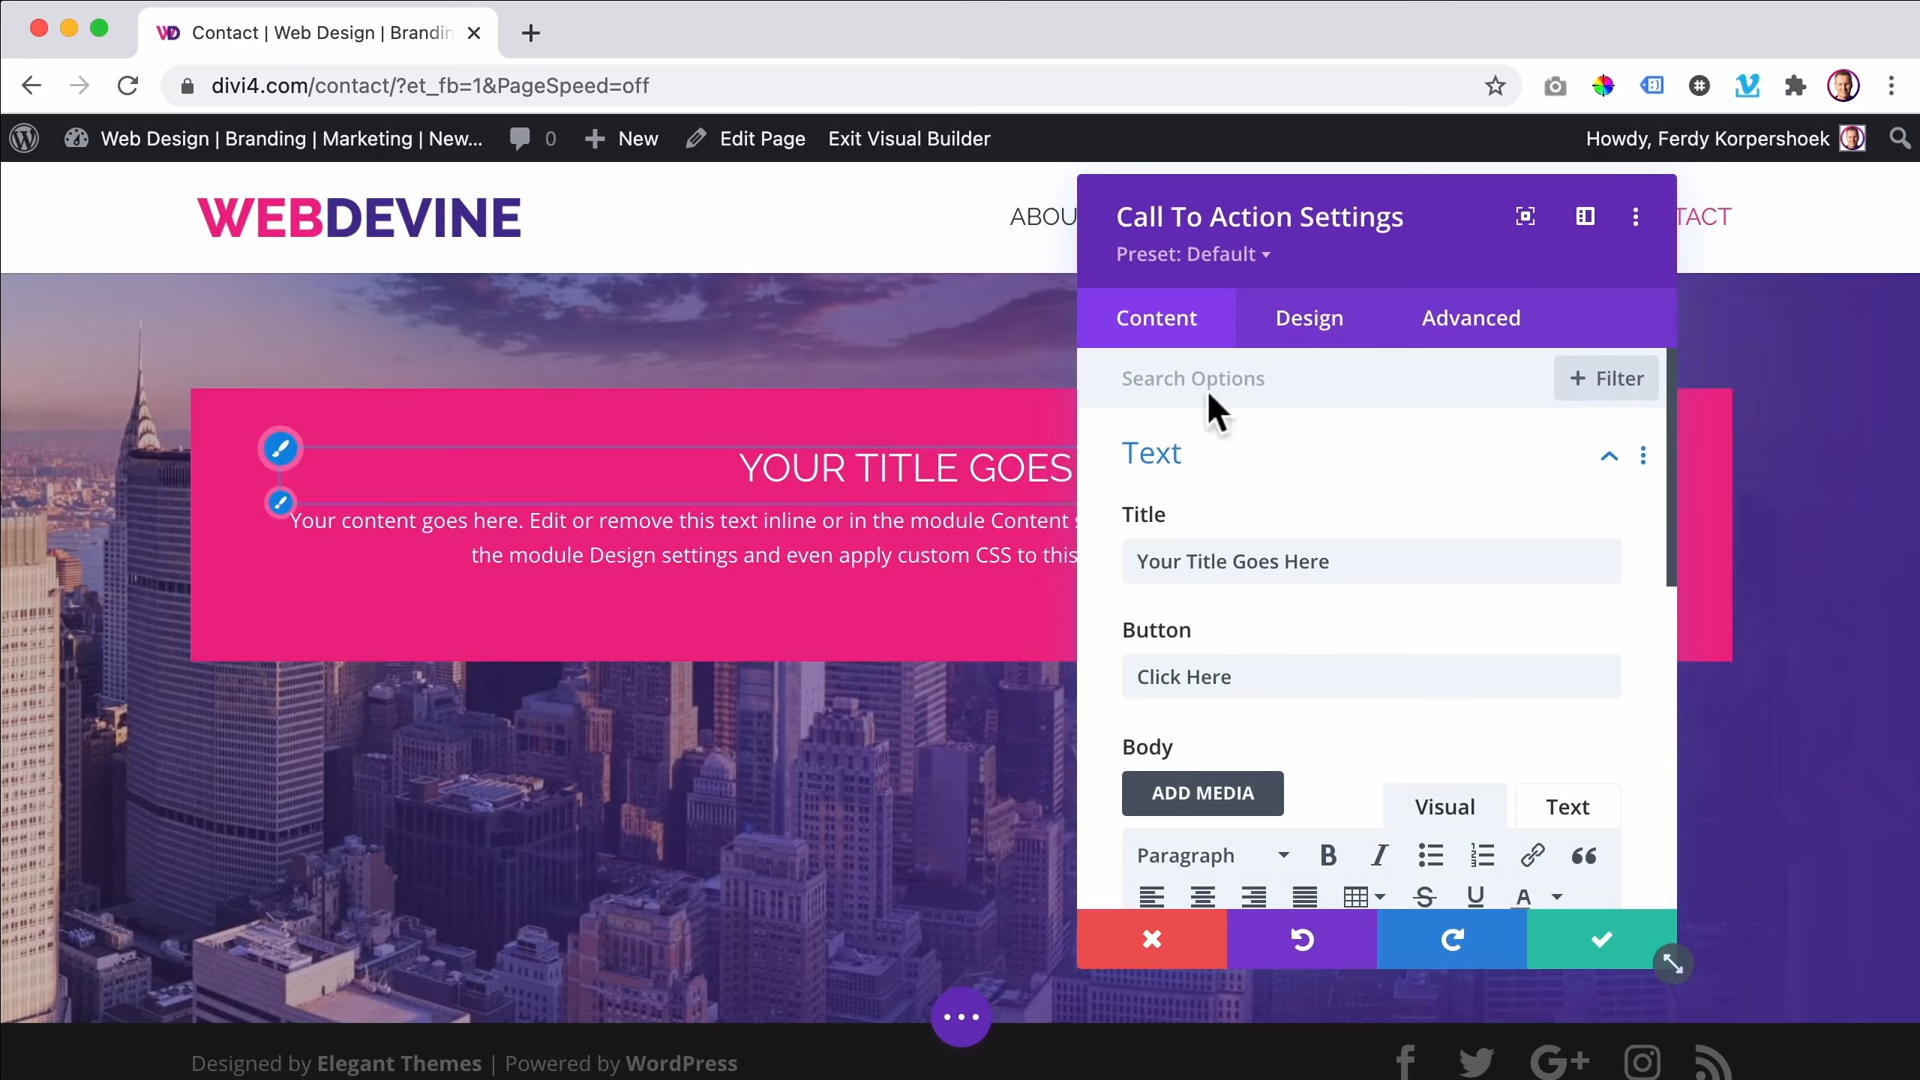 Contact | Web Design | Brandin
divi4.com/contact/?et_fb=1&PageSpeed=off
Web Design | Branding | Marketing | New...
0
New
Edit Page
Exit Visual Builder
Howdy, Ferdy Korpershoek
WEBDEVINE
ABOU
TACT
Call To Action Settings
Preset: Default
Content
Design
Advanced
Search Options
+ Filter
Text
Title
Your Title Goes Here
Button
Click Here
Body
ADD MEDIA
Visual
Text
Paragraph
YOUR TITLE GOES
Your content goes here. Edit or remove this text inline or in the module Content
the module Design settings and even apply custom CSS to this
Designed by Elegant Themes | Powered by WordPress